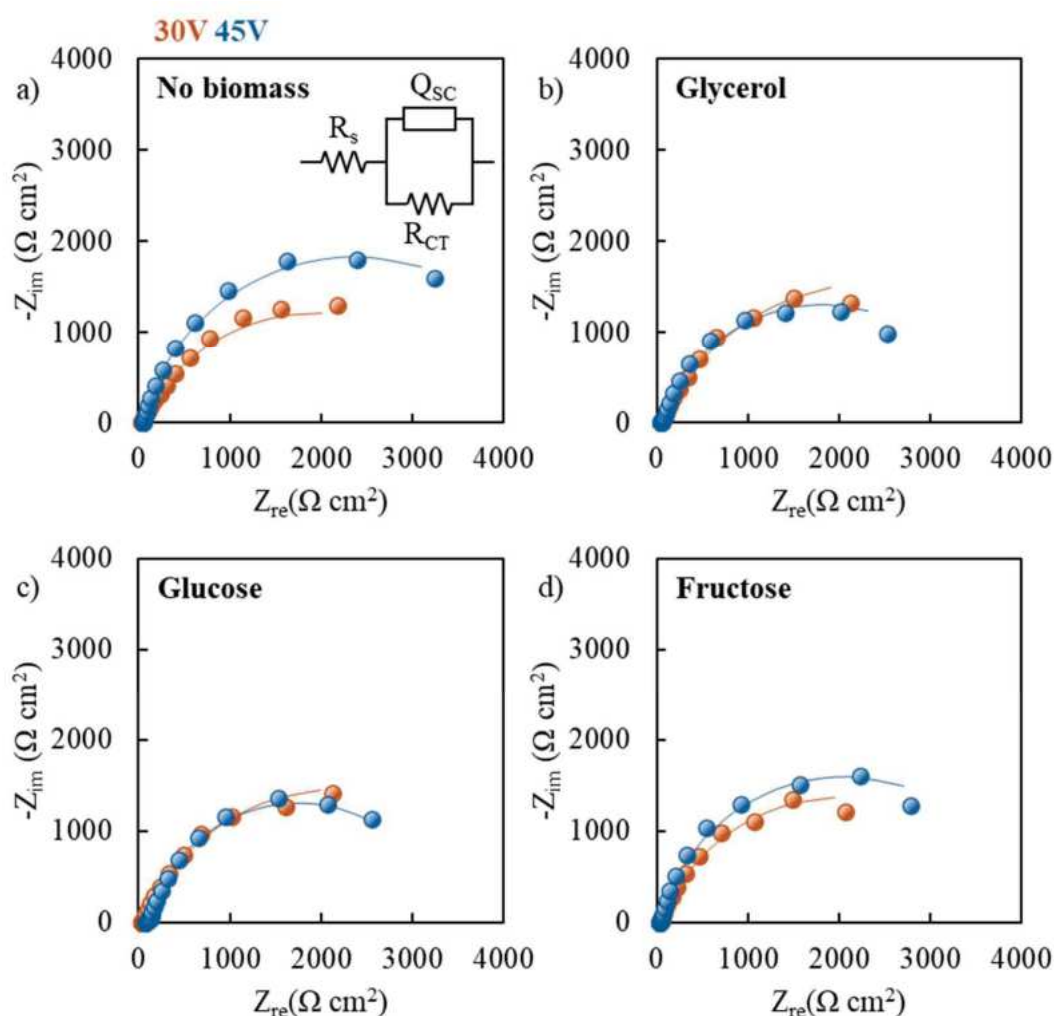 30V 45V
a)
No biomass
Q_SC
R_s
R_CT
4000
3000
2000
1000
0
-Z_im (Ω cm²)
0 1000 2000 3000 4000
Z_re(Ω cm²)
b)
Glycerol
4000
3000
2000
1000
0
-Z_im (Ω cm²)
0 1000 2000 3000 4000
Z_re(Ω cm²)
c)
Glucose
4000
3000
2000
1000
0
-Z_im (Ω cm²)
0 1000 2000 3000 4000
Z_re(Ω cm²)
d)
Fructose
4000
3000
2000
1000
0
-Z_im (Ω cm²)
0 1000 2000 3000 4000
Z_re(Ω cm²)